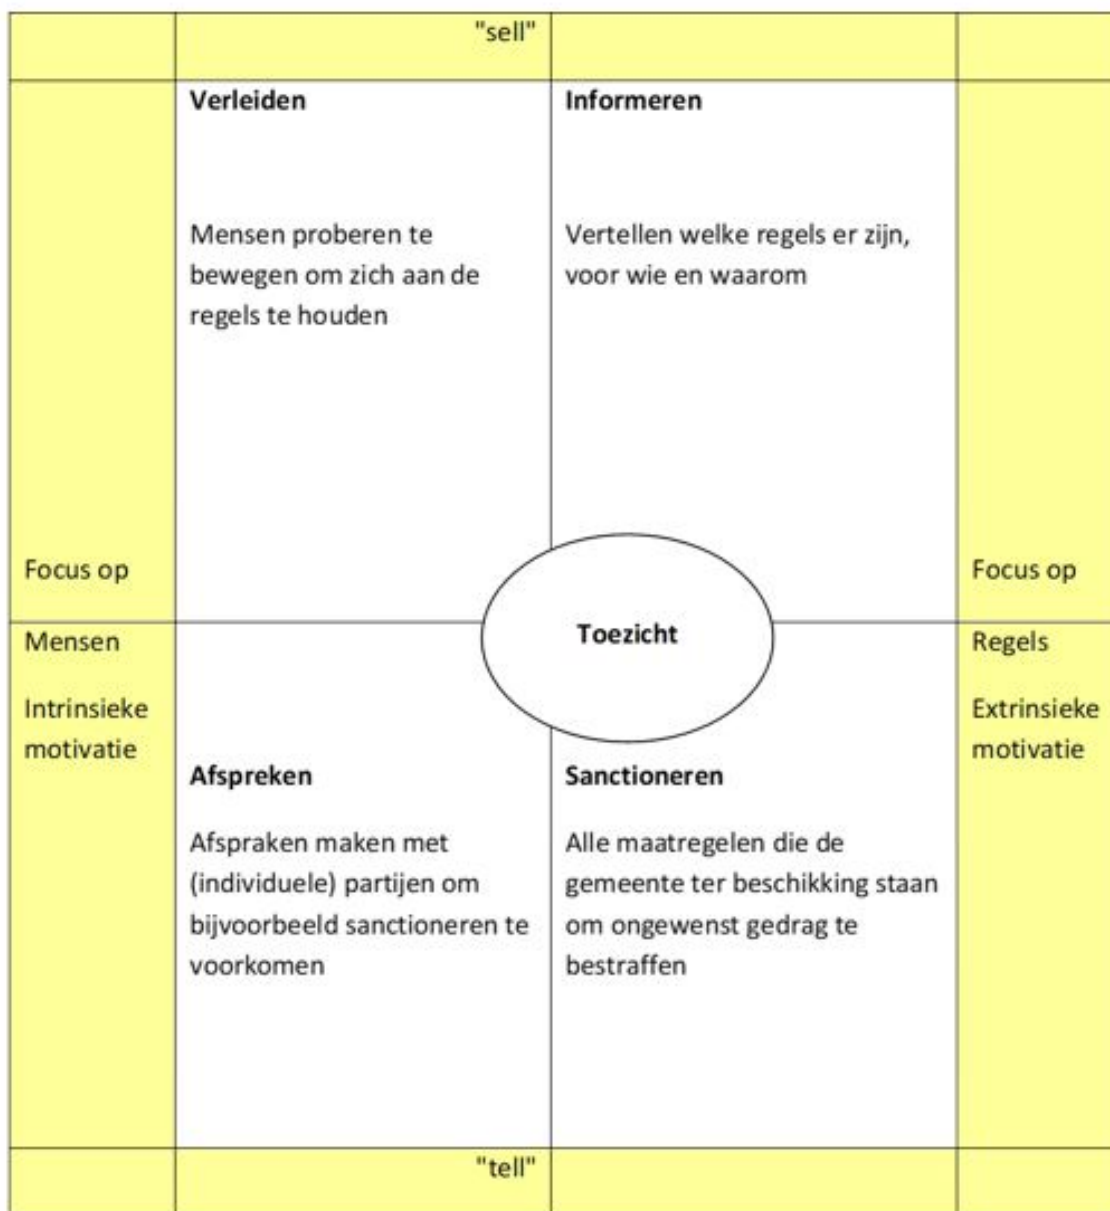 "sell"
Verleiden
Mensen proberen te
bewegen om zich aan de
regels te houden
Informeren
Vertellen welke regels er zijn,
voor wie en waarom
Focus op
Mensen
Intrinsieke
motivatie
Toezicht
Focus op
Regels
Extrinsieke
motivatie
Afspreken
Afspraken maken met
(individuele) partijen om
bijvoorbeeld sanctioneren te
voorkomen
Sanctioneren
Alle maatregelen die de
gemeente ter beschikking staan
om ongewenst gedrag te
bestraffen
"tell"